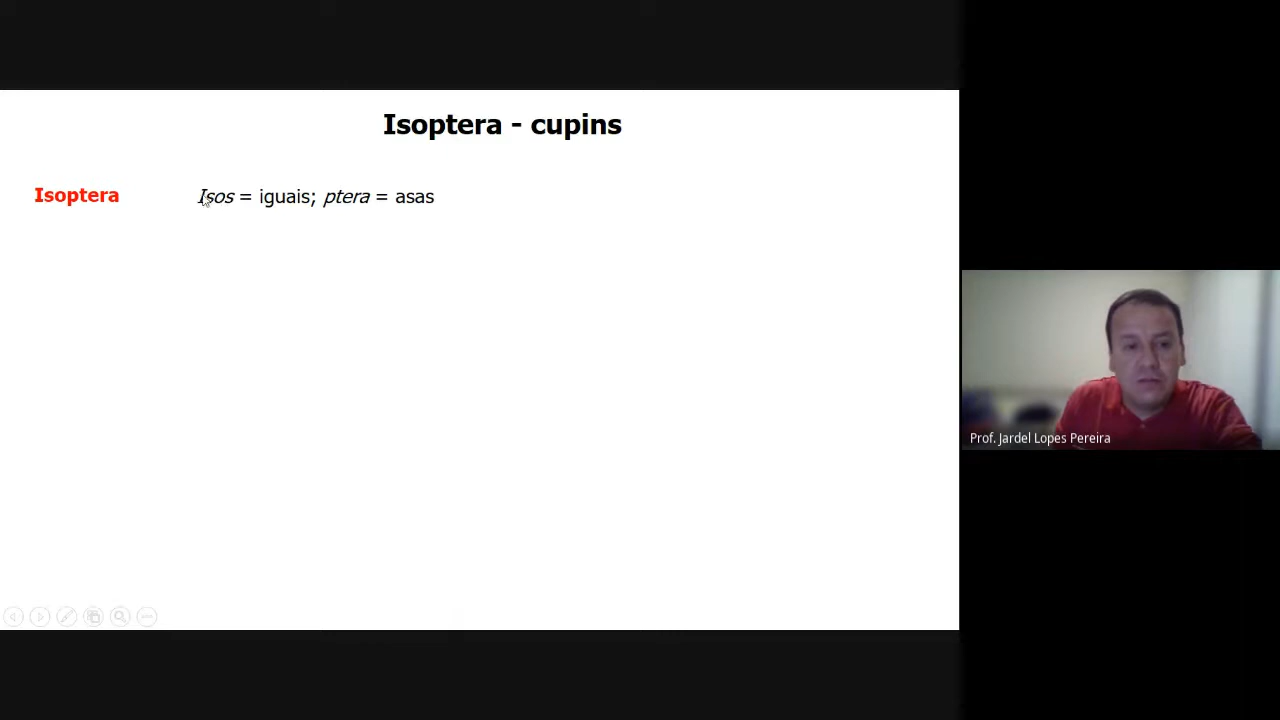 Isoptera - cupins
Isoptera Isos = iguais; ptera = asas
Prof. Jardel Lopes Pereira